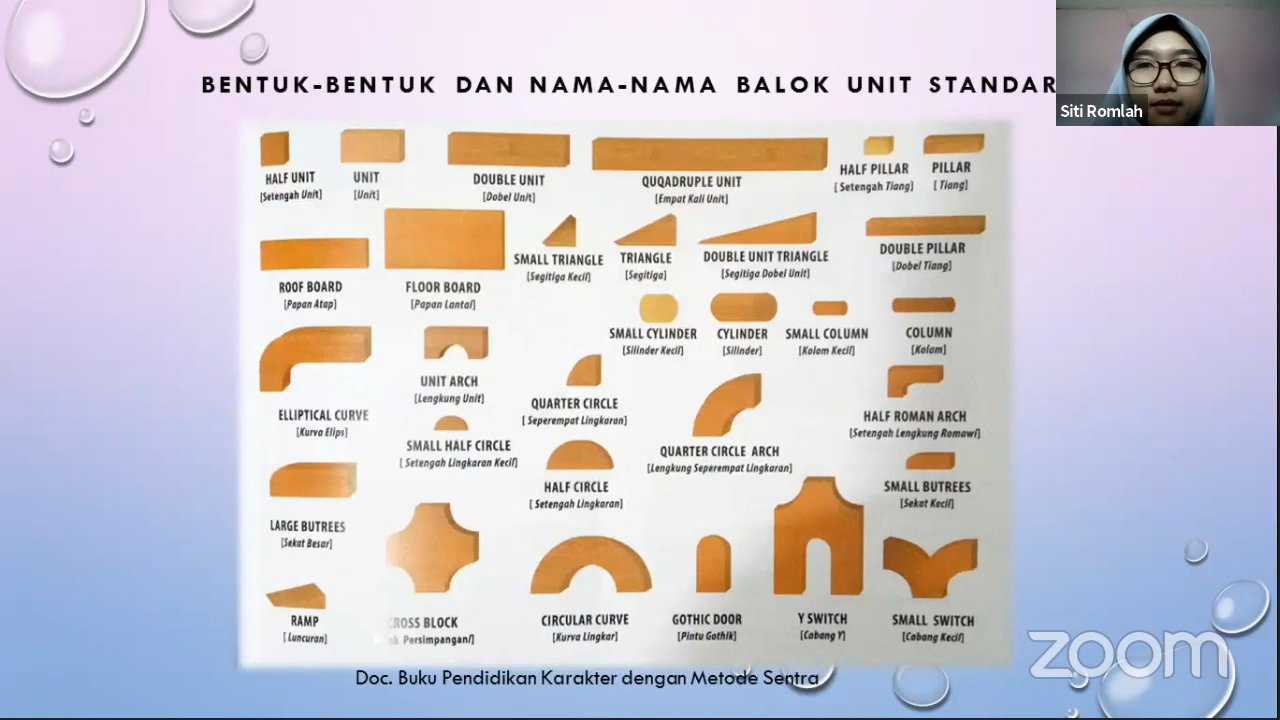 BENTUK-BENTUK DAN NAMA-NAMA BALOK UNIT STANDAR
Siti Romlah
HALF UNIT
[Setengah Unit]
UNIT
[Unit]
DOUBLE UNIT
[Dobel Unit]
QUQADRUPLE UNIT
[Empat Kali Unit]
HALF PILLAR
[ Setengah Tiang]
PILLAR
[ Tiang]
ROOF BOARD
[Papan Atap]
FLOOR BOARD
[Papan Lantai]
SMALL TRIANGLE
[Segitiga Kecil]
TRIANGLE
[Segitiga]
DOUBLE UNIT TRIANGLE
[Segitiga Dobel Unit]
DOUBLE PILLAR
[Dobel Tiang]
SMALL CYLINDER
[Silinder Kecil]
CYLINDER
[Silinder]
SMALL COLUMN
[Kolom Kecil]
COLUMN
[Kolom]
ELLIPTICAL CURVE
[Kurva Elips]
UNIT ARCH
[Lengkung Unit]
QUARTER CIRCLE
[ Seperempat Lingkaran]
QUARTER CIRCLE ARCH
[Lengkung Seperempat Lingkaran]
HALF ROMAN ARCH
[Setengah Lengkung Romawi]
SMALL HALF CIRCLE
[ Setengah Lingkaran Kecil]
HALF CIRCLE
[ Setengah Lingkaran]
SMALL BUTREES
[Sekat Kecil]
LARGE BUTREES
[Sekat Besar]
RAMP
[ Luncuran]
CROSS BLOCK
Persimpangan]
CIRCULAR CURVE
[Kurva Lingkar]
GOTHIC DOOR
[Pintu Gothik]
Y SWITCH
[Cabang Y]
SMALL SWITCH
[Cabang Kecil]
Doc. Buku Pendidikan Karakter dengan Metode Sentra
zoom